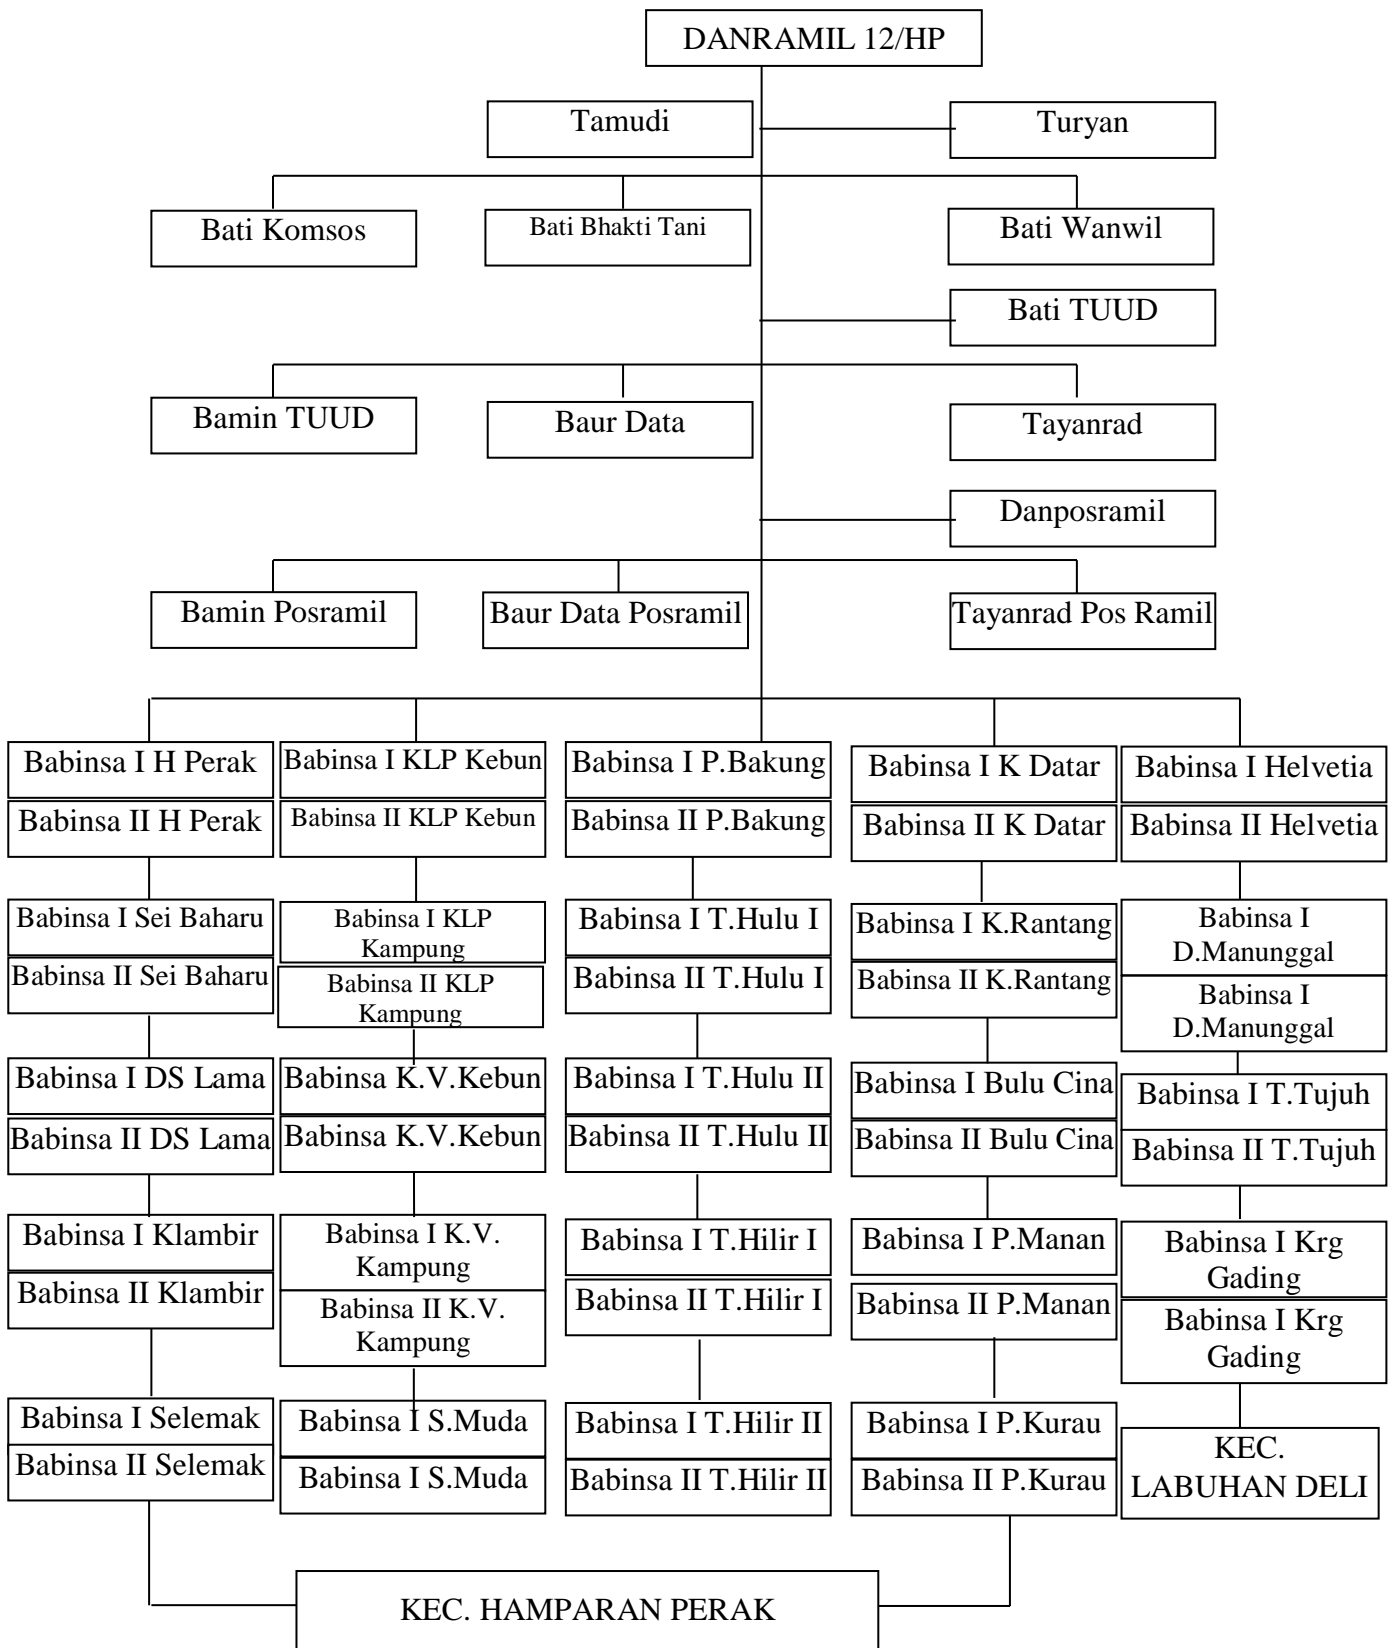 DANRAMIL 12/HP
Tamudi
Turyan
Bati Komsos
Bati Bhakti Tani
Bati Wanwil
Bati TUUD
Bamin TUUD
Baur Data
Tayanrad
Danposramil
Bamin Posramil
Baur Data Posramil
Tayanrad Pos Ramil
Babinsa I H Perak
Babinsa II H Perak
Babinsa I Sei Baharu
Babinsa II Sei Baharu
Babinsa I DS Lama
Babinsa II DS Lama
Babinsa I Klambir
Babinsa II Klambir
Babinsa I Selemak
Babinsa II Selemak
Babinsa I KLP Kebun
Babinsa II KLP Kebun
Babinsa I KLP
Kampung
Babinsa II KLP
Kampung
Babinsa K.V.Kebun
Babinsa K.V.Kebun
Babinsa I K.V.
Kampung
Babinsa II K.V.
Kampung
Babinsa I S.Muda
Babinsa I S.Muda
Babinsa I P.Bakung
Babinsa II P.Bakung
Babinsa I T.Hulu I
Babinsa II T.Hulu I
Babinsa I T.Hulu II
Babinsa II T.Hulu II
Babinsa I T.Hilir I
Babinsa II T.Hilir I
Babinsa I T.Hilir II
Babinsa II T.Hilir II
Babinsa I K Datar
Babinsa II K Datar
Babinsa I K.Rantang
Babinsa II K.Rantang
Babinsa I Bulu Cina
Babinsa II Bulu Cina
Babinsa I P.Manan
Babinsa II P.Manan
Babinsa I P.Kurau
Babinsa II P.Kurau
Babinsa I Helvetia
Babinsa II Helvetia
Babinsa I
D.Manunggal
Babinsa I
D.Manunggal
Babinsa I T.Tujuh
Babinsa II T.Tujuh
Babinsa I Krg
Gading
Babinsa I Krg
Gading
KEC.
LABUHAN DELI
KEC. HAMPARAN PERAK